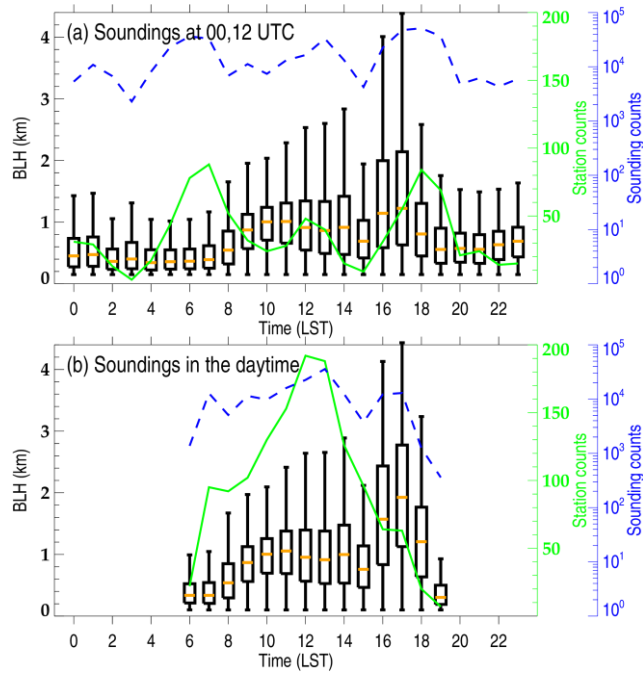 (a) Soundings at 00,12 UTC
BLH (km)
4
3
2
1
0
0 2 4 6 8 10 12 14 16 18 20 22
Time (LST)
200
150
100
50
Station counts
10^5
10^4
10^3
10^2
10^1
10^0
Sounding counts
(b) Soundings in the daytime
BLH (km)
4
3
2
1
0
0 2 4 6 8 10 12 14 16 18 20 22
Time (LST)
200
150
100
50
Station counts
10^5
10^4
10^3
10^2
10^1
10^0
Sounding counts